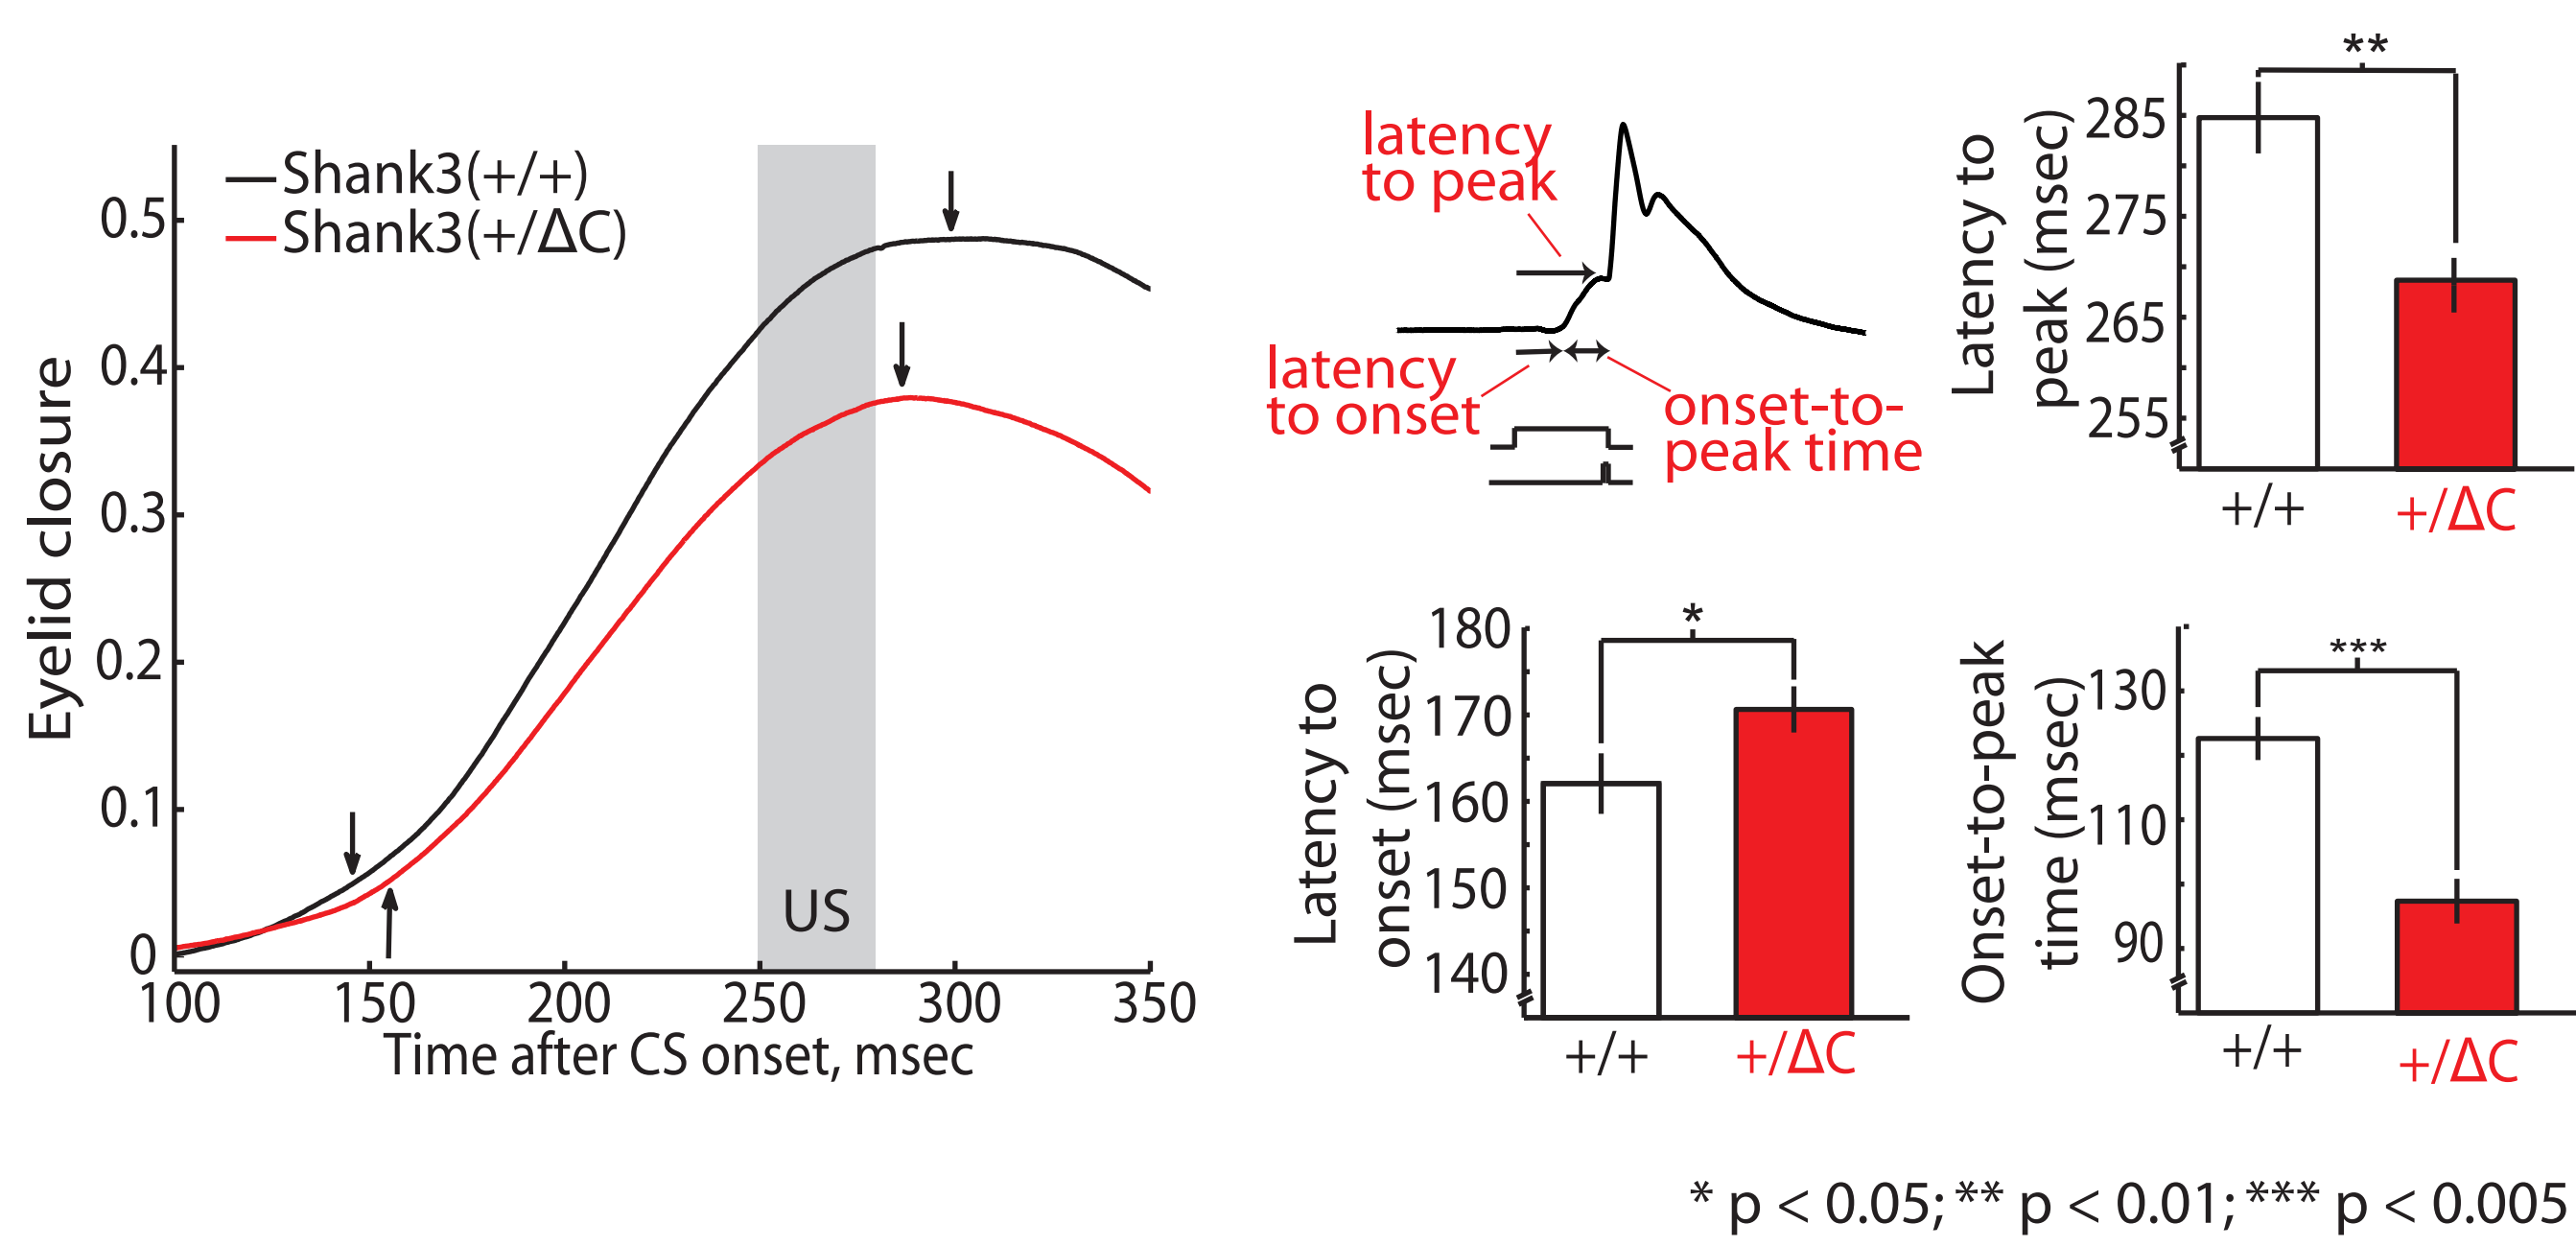 Shank3(+/+)
Shank3(+/ΔC)
Eyelid closure
0.5
0.4
0.3
0.2
0.1
0
US
100 150 200 250 300 350
Time after CS onset, msec
latency
to peak
latency
to onset
onset-to-
peak time
**
Latency to
peak (msec)
285
275
265
255
+/+ +/ΔC
*
Latency to
onset (msec)
180
170
160
150
140
+/+ +/ΔC
***
Onset-to-peak
time (msec)
130
110
90
+/+ +/ΔC
* p < 0.05; ** p < 0.01; *** p < 0.005